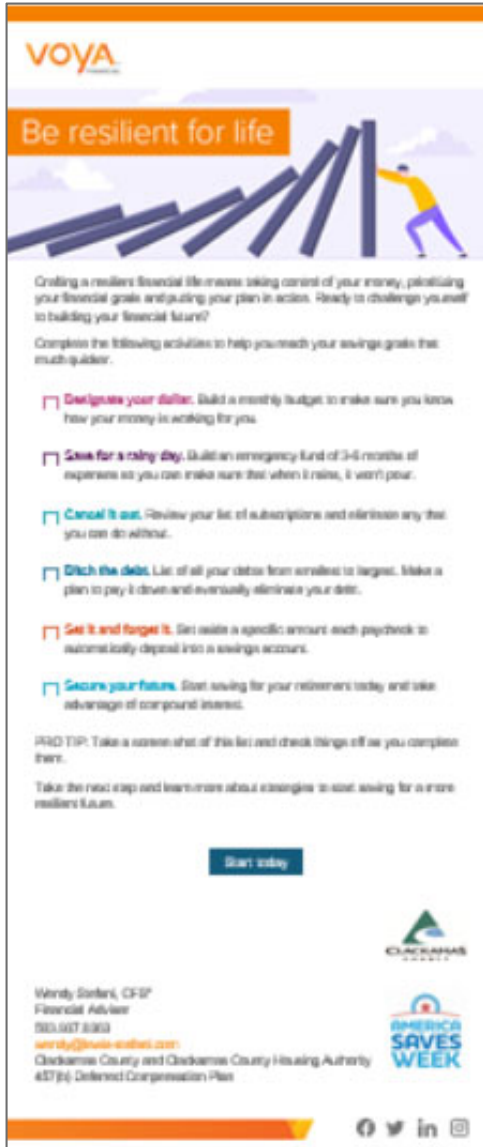 VOYA
FINANCIAL
Be resilient for life
Crafting a resilient financial life means taking control of your money, prioritizing
your financial goals and putting your plan in action. Ready to challenge yourself
to building your financial future?
Complete the following activities to help you reach your savings goals that
much quicker.
Designate your dollar. Build a monthly budget to make sure you know
how your money is working for you.
Save for a rainy day. Build an emergency fund of 3-6 months of
expenses so you can make sure that when it rains, it won't pour.
Cancel it out. Review your list of subscriptions and eliminate any that
you can do without.
Ditch the debt. List of all your debts from smallest to largest. Make a
plan to pay it down and eventually eliminate your debt.
Set it and forget it. Set aside a specific amount each paycheck to
automatically deposit into a savings account.
Secure your future. Start saving for your retirement today and take
advantage of compound interest.
PRO TIP: Take a screen shot of this list and check things off as you complete
them.
Take the next step and learn more about strategies to start saving for a more
resilient future.
Start today
CLACKAMAS
COUNTY
Wendy Stefani, CFS®
Financial Advisor
Clackamas County and Clackamas County Housing Authority
457(b) Deferred Compensation Plan
AMERICA
SAVES
WEEK